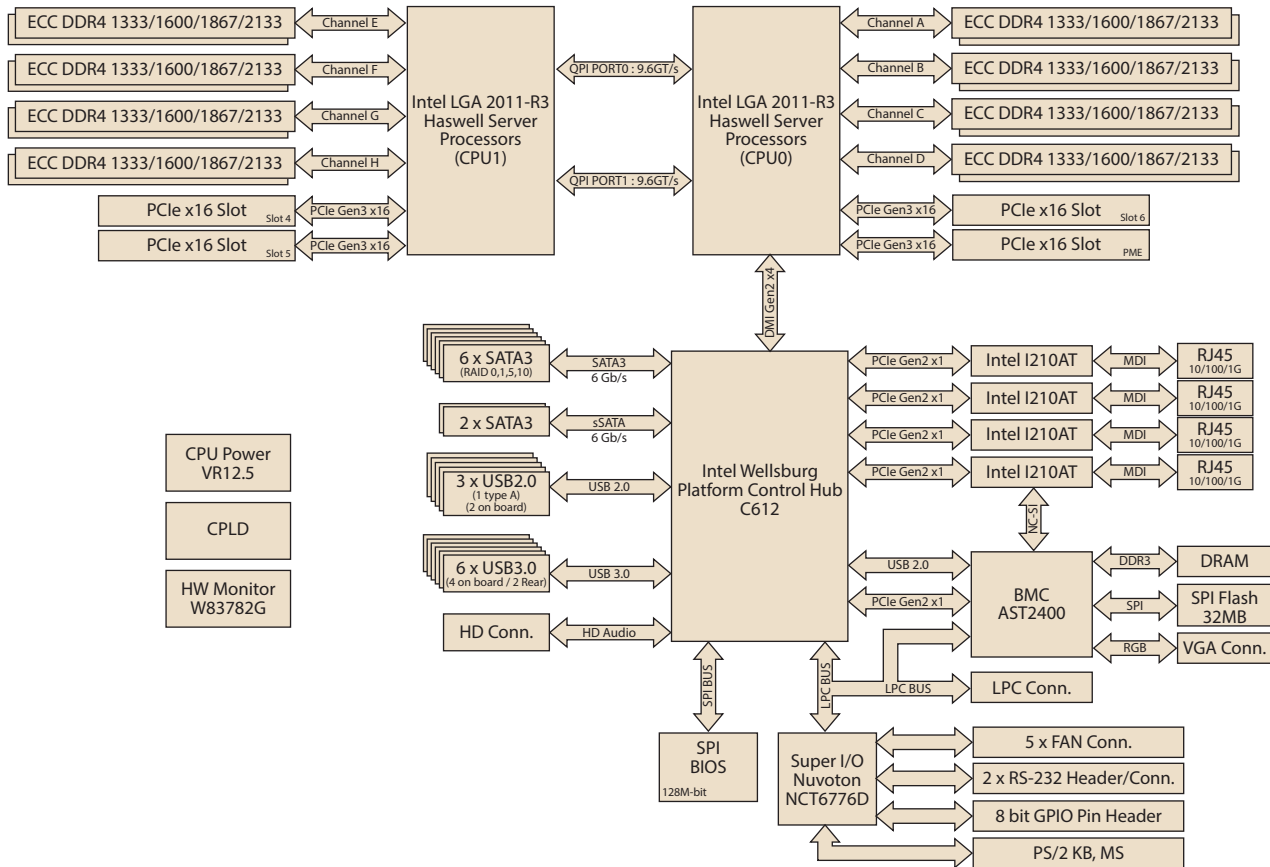 ECC DDR4 1333/1600/1867/2133
Channel E
ECC DDR4 1333/1600/1867/2133
Channel F
ECC DDR4 1333/1600/1867/2133
Channel G
ECC DDR4 1333/1600/1867/2133
Channel H
PCIe x16 Slot
Slot 4
PCIe Gen3 x16
PCIe x16 Slot
Slot 5
PCIe Gen3 x16
Intel LGA 2011-R3
Haswell Server
Processors
(CPU1)
QPI PORT0 : 9.6GT/s
QPI PORT1 : 9.6GT/s
Intel LGA 2011-R3
Haswell Server
Processors
(CPU0)
Channel A
ECC DDR4 1333/1600/1867/2133
Channel B
ECC DDR4 1333/1600/1867/2133
Channel C
ECC DDR4 1333/1600/1867/2133
Channel D
ECC DDR4 1333/1600/1867/2133
PCIe Gen3 x16
PCIe x16 Slot
Slot 6
PCIe Gen3 x16
PCIe x16 Slot
PME
DMI Gen2 x4
6 x SATA3
(RAID 0,1,5,10)
SATA3
6 Gb/s
2 x SATA3
sSATA
6 Gb/s
3 x USB2.0
(1 type A)
(2 on board)
USB 2.0
6 x USB3.0
(4 on board / 2 Rear)
USB 3.0
HD Conn.
HD Audio
CPU Power
VR12.5
CPLD
HW Monitor
W83782G
Intel Wellsburg
Platform Control Hub
C612
PCIe Gen2 x1
Intel I210AT
MDI
RJ45
10/100/1G
PCIe Gen2 x1
Intel I210AT
MDI
RJ45
10/100/1G
PCIe Gen2 x1
Intel I210AT
MDI
RJ45
10/100/1G
PCIe Gen2 x1
Intel I210AT
MDI
RJ45
10/100/1G
NC-Si
USB 2.0
PCIe Gen2 x1
BMC
AST2400
DDR3
DRAM
SPI
SPI Flash
32MB
RGB
VGA Conn.
LPC BUS
LPC Conn.
SPI BUS
LPC BUS
SPI
BIOS
128M-bit
Super I/O
Nuvoton
NCT6776D
5 x FAN Conn.
2 x RS-232 Header/Conn.
8 bit GPIO Pin Header
PS/2 KB, MS